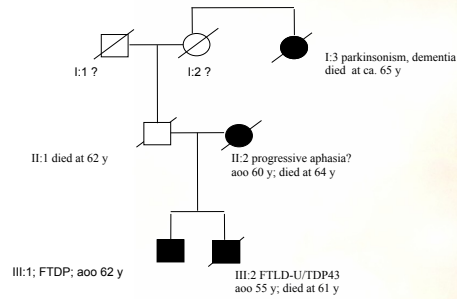 I:1 ?
I:2 ?
I:3 parkinsonism, dementia
died at ca. 65 y
II:1 died at 62 y
II:2 progressive aphasia?
aoo 60 y; died at 64 y
III:1; FTDP; aoo 62 y
III:2 FTLD-U/TDP43
aoo 55 y; died at 61 y